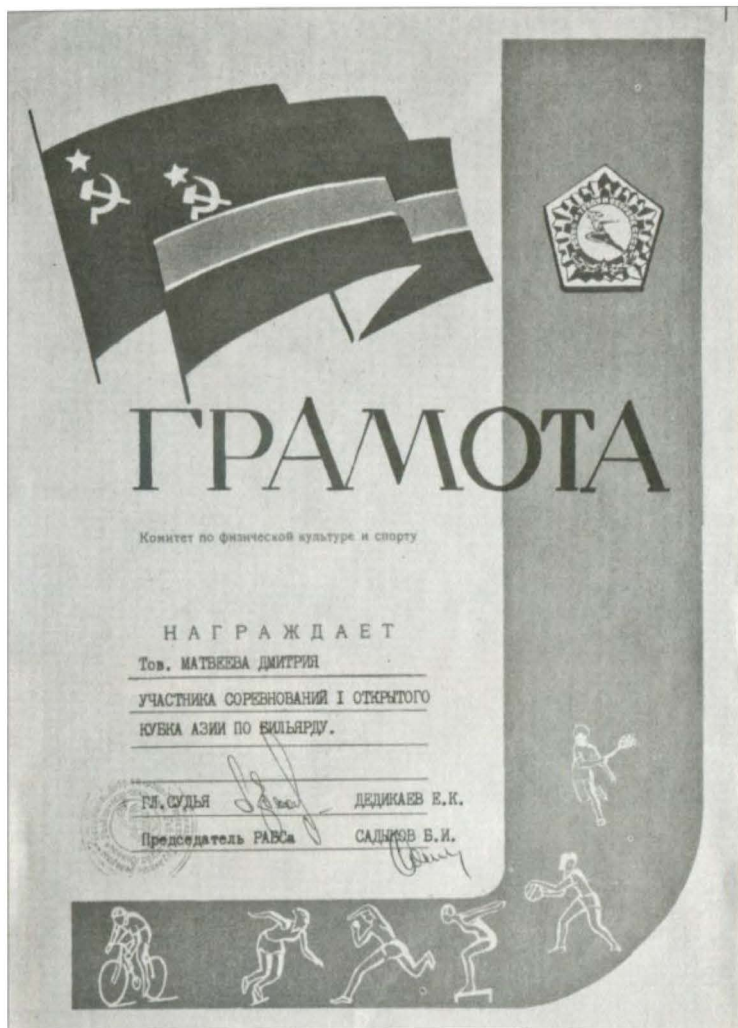 ГРАМОТА
Комитет по физической культуре и спорту
НАГРАЖДАЕТ
Тов. МАТВЕЕВА ДМИТРИЯ
УЧАСТНИКА СОРЕВНОВАНИЙ I ОТКРЫТОГО
КУБКА АЗИИ ПО БИЛЬЯРДУ.
ГЛ.СУДЬЯ ДЕДИКАЕВ Е.К.
Председатель РАБСа САДЫКОВ Б.И.